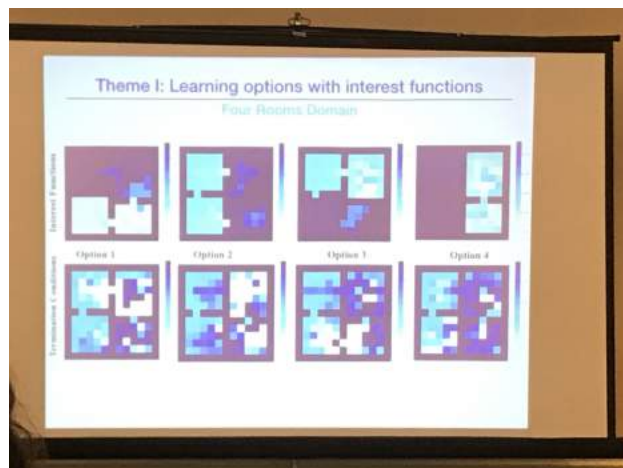 Theme I: Learning options with interest functions
Four Rooms Domain
Interest Functions
Option 1
Option 2
Option 3
Option 4
Termination Conditions